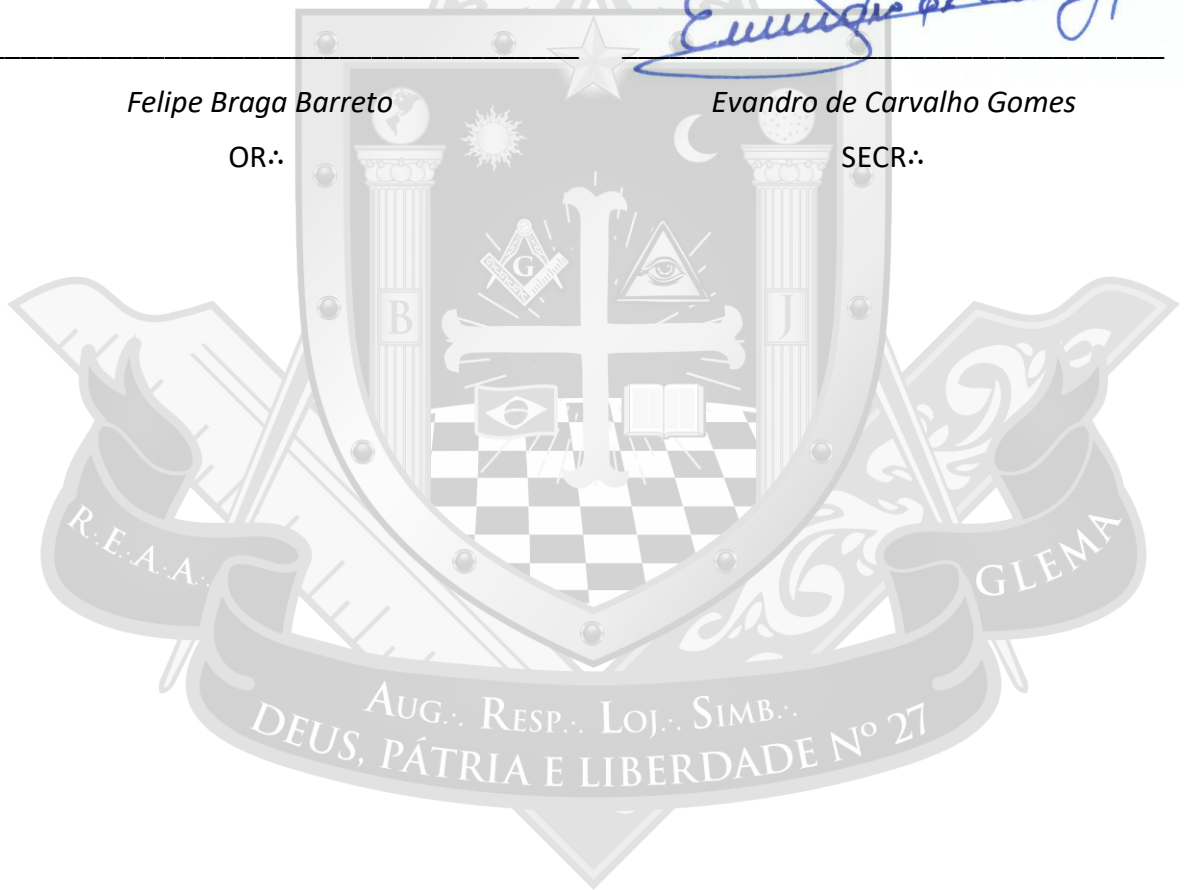 Felipe Braga Barreto
Evandro de Carvalho Gomes
OR∴
SECR∴
G
B
J
R.∴E.∴A.∴A.∴
GLEMA
AUG.∴ RESP.∴ LOJ.∴ SIMB.∴
DEUS, PÁTRIA E LIBERDADE Nº 27